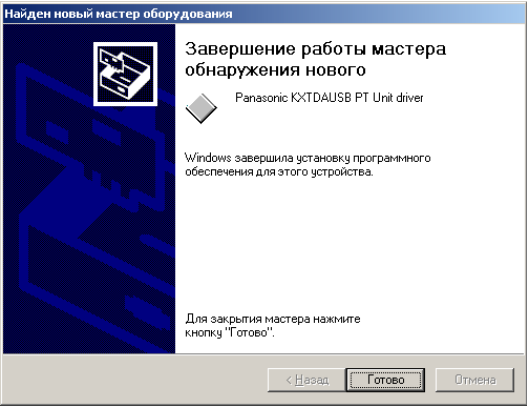 Найден новый мастер оборудования
Завершение работы мастера
обнаружения нового
Panasonic KXTDAUSB PT Unit driver
Windows завершила установку программного
обеспечения для этого устройства.
Для закрытия мастера нажмите
кнопку "Готово".
< Назад
Готово
Отмена